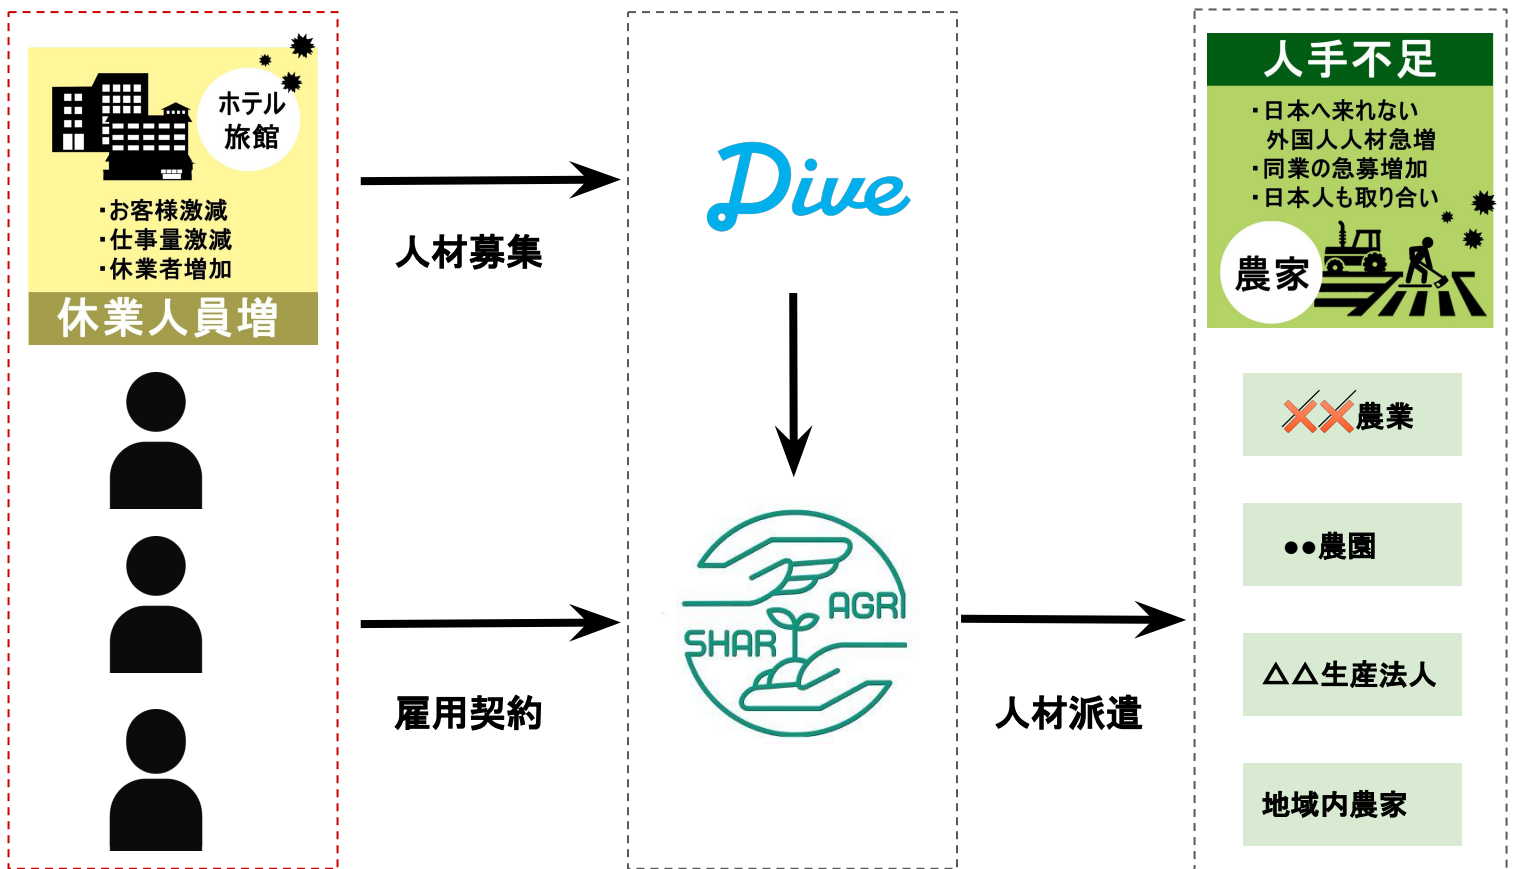 ホテル
旅館
・お客様激減
・仕事量激減
・休業者増加
休業人員増
人材募集
雇用契約
Dive
SHAR
AGRI
人材派遣
人手不足
・日本へ来れない
外国人人材急増
・同業の急募増加
・日本人も取り合い
農家
❌❌農業
●●農園
△△生産法人
地域内農家